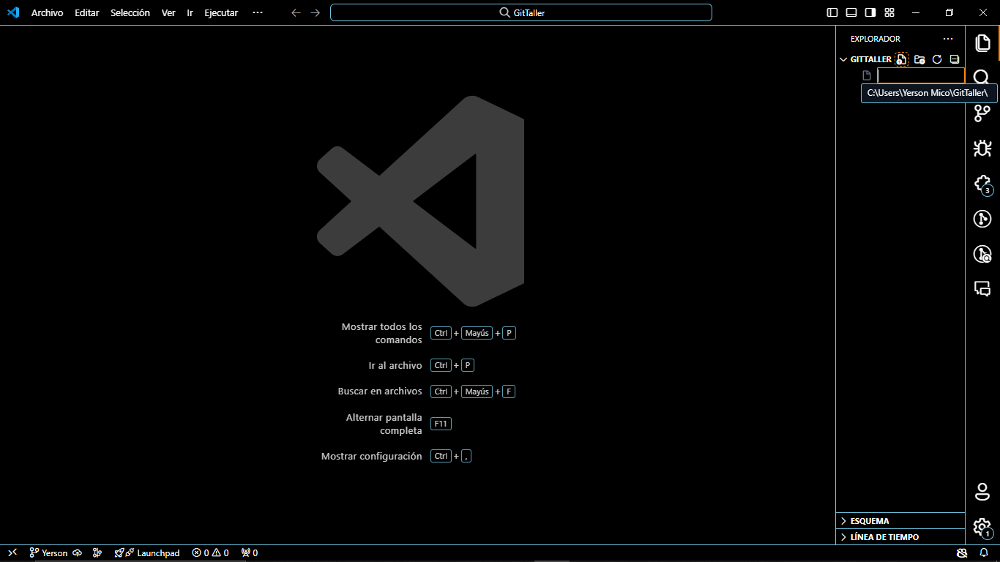 Archivo Editar Selección Ver Ir Ejecutar ··· GitTaller
EXPLORADOR ···
GITTALLER
C:\Users\Yerson Mico\GitTaller\
3
Mostrar todos los comandos Ctrl + Mayús + P
Ir al archivo Ctrl + P
Buscar en archivos Ctrl + Mayús + F
Alternar pantalla completa F11
Mostrar configuración Ctrl + ,
ESQUEMA
1
LÍNEA DE TIEMPO
Yerson Launchpad 0 0 0